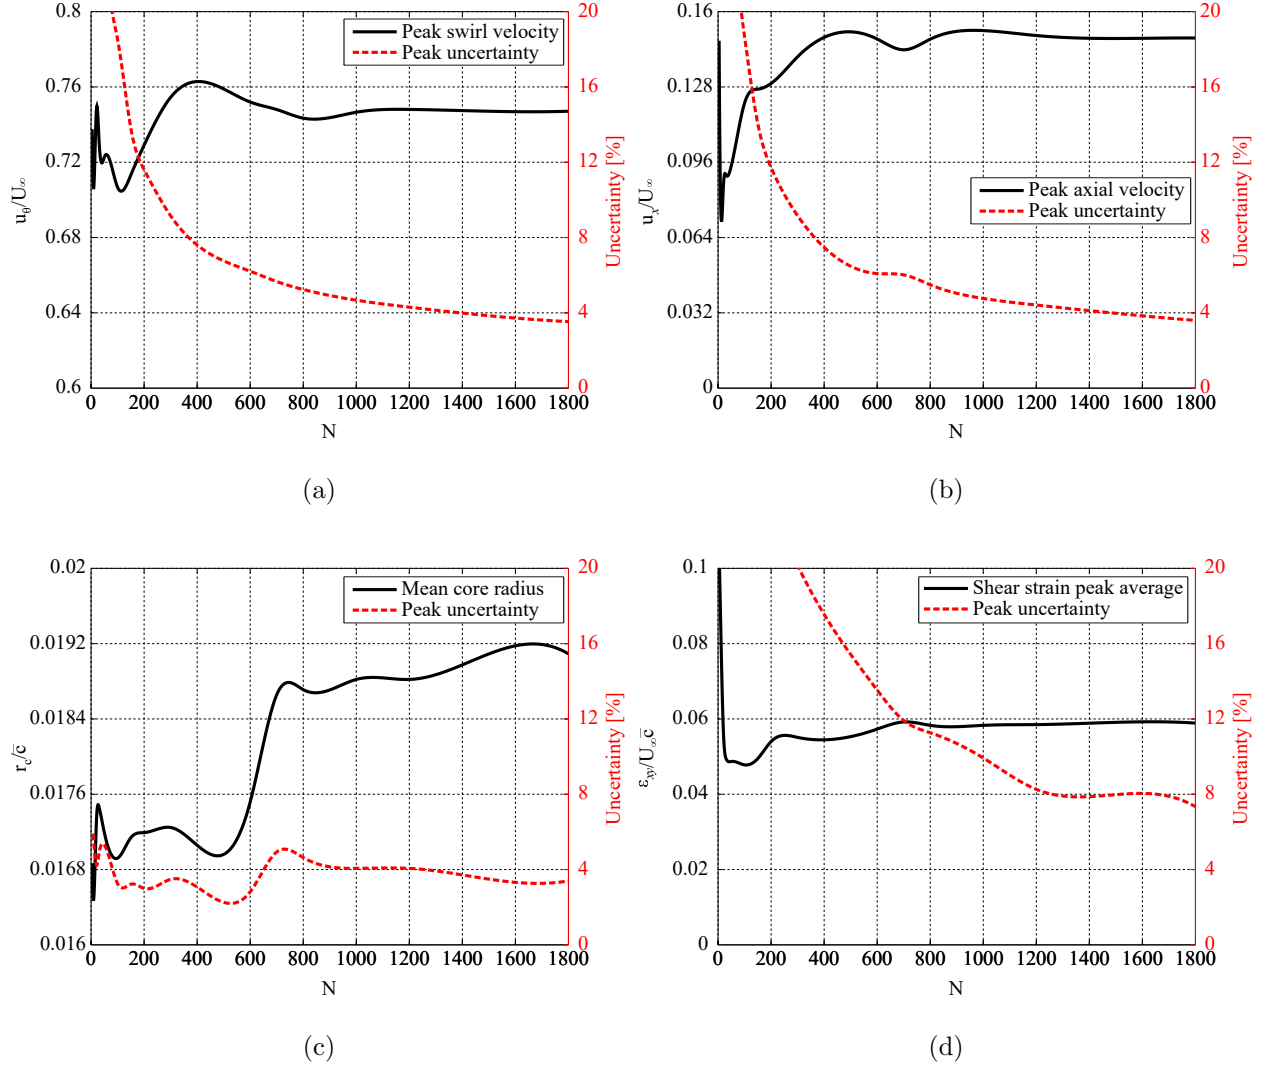 0.8
0.76
0.72
0.68
0.64
0.6
u_θ/U_∞
20
16
12
8
4
0
Uncertainty [%]
Peak swirl velocity
Peak uncertainty
0 200 400 600 800 1000 1200 1400 1600 1800
N
(a)
0.16
0.128
0.096
0.064
0.032
0
u_x/U_∞
20
16
12
8
4
0
Uncertainty [%]
Peak axial velocity
Peak uncertainty
0 200 400 600 800 1000 1200 1400 1600 1800
N
(b)
0.02
0.0192
0.0184
0.0176
0.0168
0.016
r_c/c̅
20
16
12
8
4
0
Uncertainty [%]
Mean core radius
Peak uncertainty
0 200 400 600 800 1000 1200 1400 1600 1800
N
(c)
0.1
0.08
0.06
0.04
0.02
0
ε_xy/U_∞c̅
20
16
12
8
4
0
Uncertainty [%]
Shear strain peak average
Peak uncertainty
0 200 400 600 800 1000 1200 1400 1600 1800
N
(d)